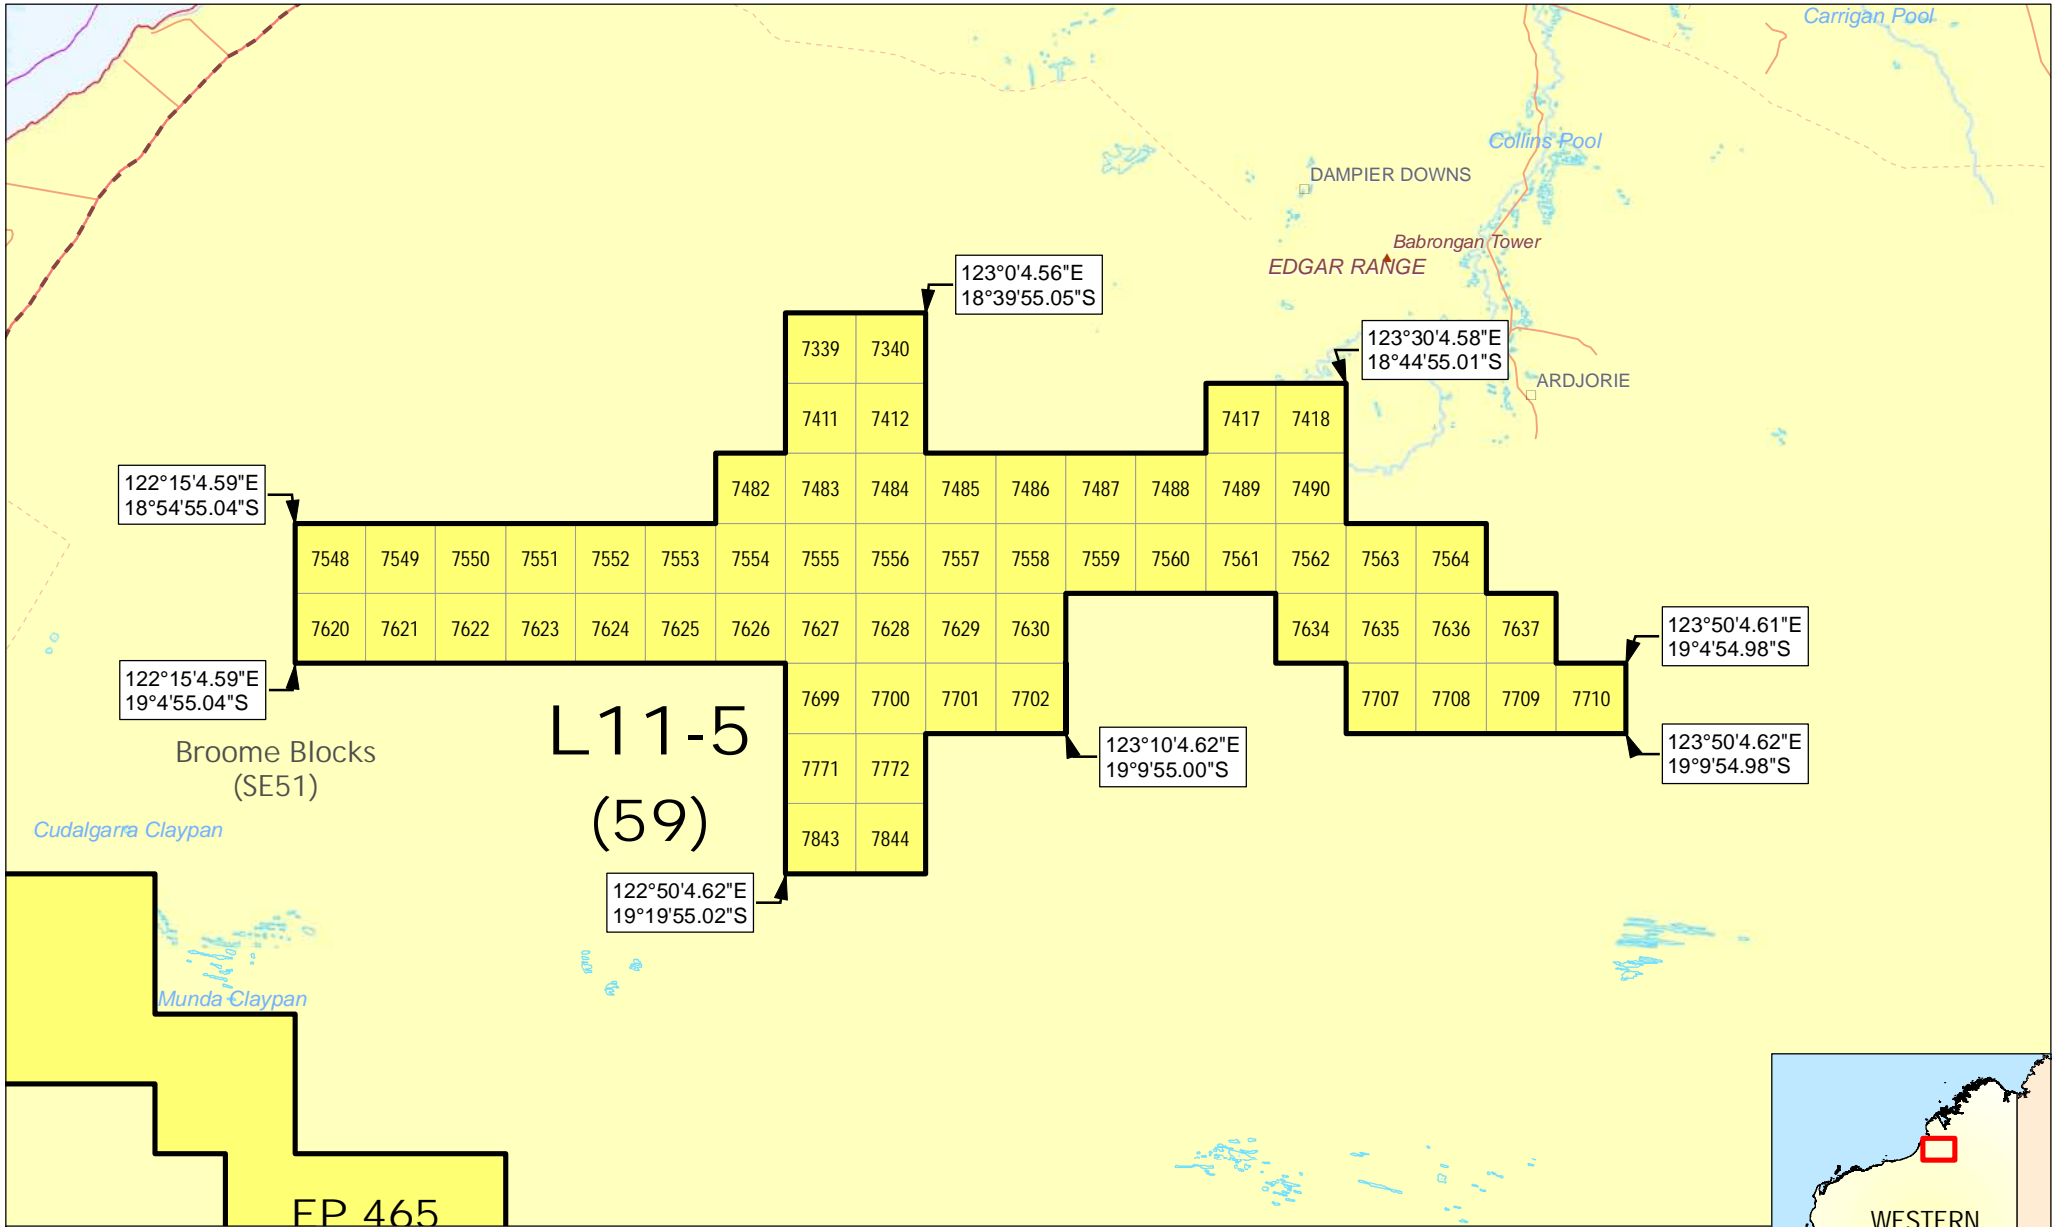 Carrigan Pool
Collins Pool
DAMPIER DOWNS
Babrongan Tower
EDGAR RANGE
123°0'4.56"E
18°39'55.05"S
123°30'4.58"E
18°44'55.01"S
ARDJORIE
7339 7340
7411 7412 7417 7418
122°15'4.59"E
18°54'55.04"S
7482 7483 7484 7485 7486 7487 7488 7489 7490
7548 7549 7550 7551 7552 7553 7554 7555 7556 7557 7558 7559 7560 7561 7562 7563 7564
7620 7621 7622 7623 7624 7625 7626 7627 7628 7629 7630 7634 7635 7636 7637
123°50'4.61"E
19°4'54.98"S
122°15'4.59"E
19°4'55.04"S
7699 7700 7701 7702 7707 7708 7709 7710
L11-5
(59)
Broome Blocks
(SE51)
123°10'4.62"E
19°9'55.00"S
123°50'4.62"E
19°9'54.98"S
7771 7772
7843 7844
Cudalgarra Claypan
122°50'4.62"E
19°19'55.02"S
Munda Claypan
EP 465
WESTERN